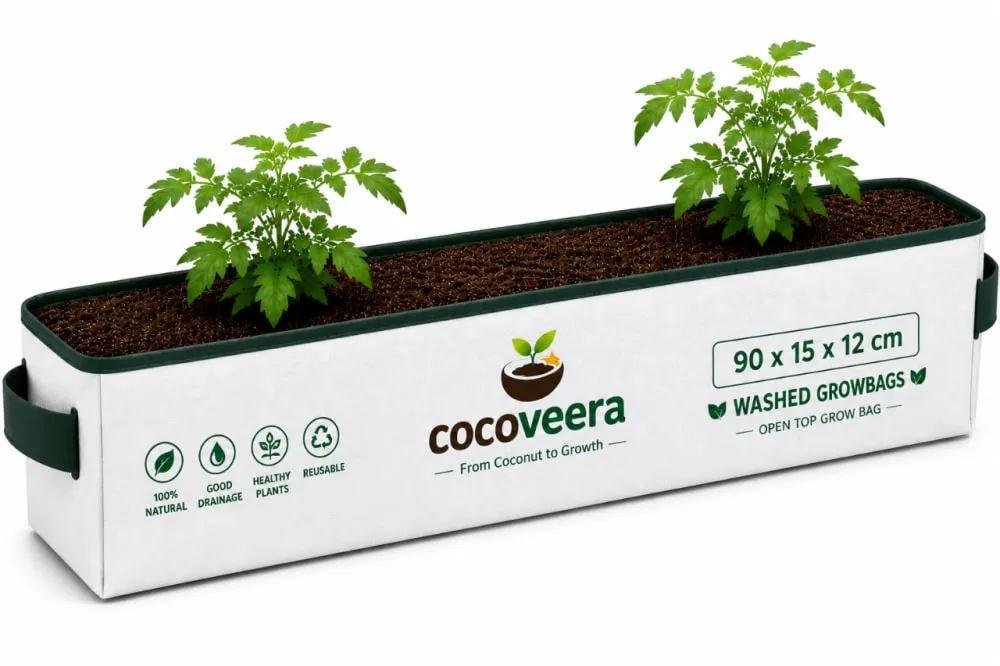 100%
NATURAL
GOOD
DRAINAGE
HEALTHY
PLANTS
REUSABLE
cocoveera
From Coconut to Growth
90 x 15 x 12 cm
WASHED GROWBAGS
OPEN TOP GROW BAG